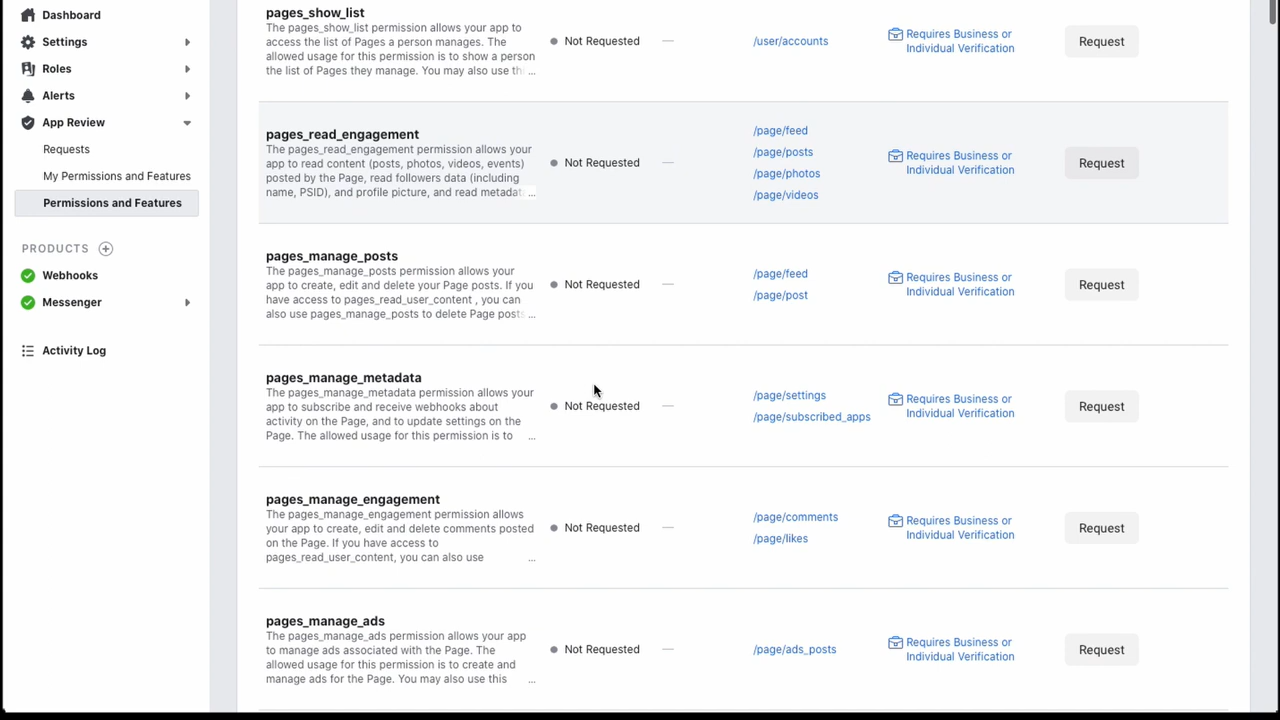 Dashboard
Settings
Roles
Alerts
App Review
Requests
My Permissions and Features
Permissions and Features
PRODUCTS
Webhooks
Messenger
Activity Log
pages_show_list
The pages_show_list permission allows your app to
access the list of Pages a person manages. The
allowed usage for this permission is to show a person
the list of Pages they manage. You may also use thi ...
Not Requested
—
/user/accounts
Requires Business or
Individual Verification
Request
pages_read_engagement
The pages_read_engagement permission allows your
app to read content (posts, photos, videos, events)
posted by the Page, read followers data (including
name, PSID), and profile picture, and read metadat ...
Not Requested
—
/page/feed
/page/posts
/page/photos
/page/videos
Requires Business or
Individual Verification
Request
pages_manage_posts
The pages_manage_posts permission allows your
app to create, edit and delete your Page posts. If you
have access to pages_read_user_content , you can
also use pages_manage_posts to delete Page posts ...
Not Requested
—
/page/feed
/page/post
Requires Business or
Individual Verification
Request
pages_manage_metadata
The pages_manage_metadata permission allows your
app to subscribe and receive webhooks about
activity on the Page, and to update settings on the
Page. The allowed usage for this permission is to ...
Not Requested
—
/page/settings
/page/subscribed_apps
Requires Business or
Individual Verification
Request
pages_manage_engagement
The pages_manage_engagement permission allows
your app to create, edit and delete comments posted
on the Page. If you have access to
pages_read_user_content, you can also use ...
Not Requested
—
/page/comments
/page/likes
Requires Business or
Individual Verification
Request
pages_manage_ads
The pages_manage_ads permission allows your app
to manage ads associated with the Page. The
allowed usage for this permission is to create and
manage ads for the Page. You may also use this ...
Not Requested
—
/page/ads_posts
Requires Business or
Individual Verification
Request